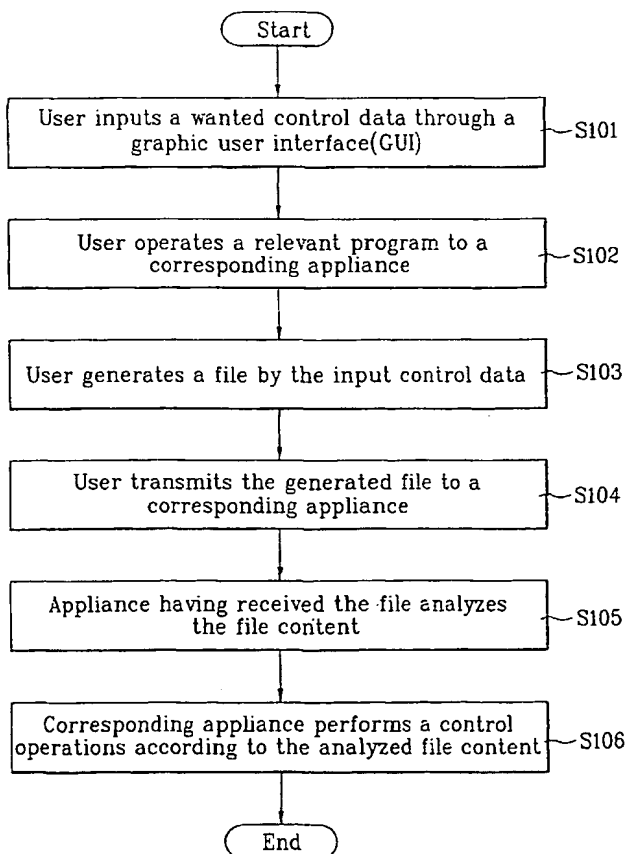 Start
User inputs a wanted control data through a
graphic user interface(GUI)
S101
User operates a relevant program to a
corresponding appliance
S102
User generates a file by the input control data
S103
User transmits the generated file to a
corresponding appliance
S104
Appliance having received the file analyzes
the file content
S105
Corresponding appliance performs a control
operations according to the analyzed file content
S106
End